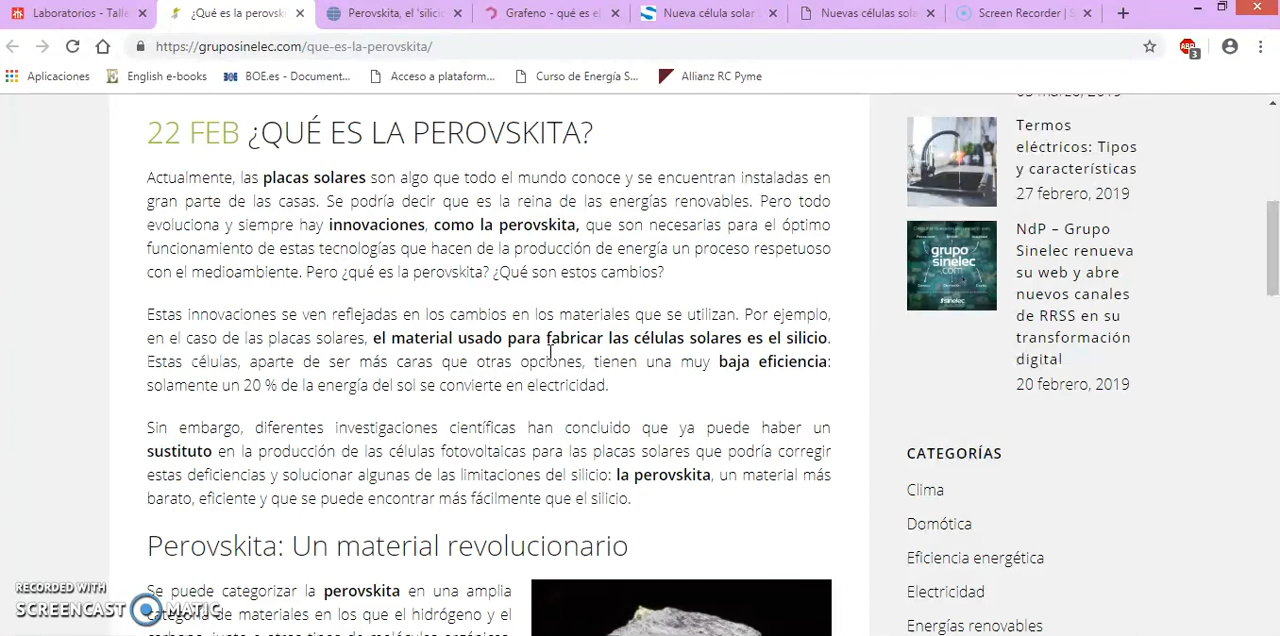 Laboratorios - Talle
¿Qué es la perovsk
Perovskita, el 'silicio
Grafeno - qué es el
Nueva célula solar
Nuevas células sola
Screen Recorder | S
https://gruposinelec.com/que-es-la-perovskita/
ABP
3
Aplicaciones
English e-books
BOE.es - Document...
Acceso a plataform...
Curso de Energía S...
Allianz RC Pyme
22 FEB ¿QUÉ ES LA PEROVSKITA?
Actualmente, las placas solares son algo que todo el mundo conoce y se encuentran instaladas en
gran parte de las casas. Se podría decir que es la reina de las energías renovables. Pero todo
evoluciona y siempre hay innovaciones, como la perovskita, que son necesarias para el óptimo
funcionamiento de estas tecnologías que hacen de la producción de energía un proceso respetuoso
con el medioambiente. Pero ¿qué es la perovskita? ¿Qué son estos cambios?
Estas innovaciones se ven reflejadas en los cambios en los materiales que se utilizan. Por ejemplo,
en el caso de las placas solares, el material usado para fabricar las células solares es el silicio.
Estas células, aparte de ser más caras que otras opciones, tienen una muy baja eficiencia:
solamente un 20 % de la energía del sol se convierte en electricidad.
Sin embargo, diferentes investigaciones científicas han concluido que ya puede haber un
sustituto en la producción de las células fotovoltaicas para las placas solares que podría corregir
estas deficiencias y solucionar algunas de las limitaciones del silicio: la perovskita, un material más
barato, eficiente y que se puede encontrar más fácilmente que el silicio.
Perovskita: Un material revolucionario
Se puede categorizar la perovskita en una amplia
categoría de materiales en los que el hidrógeno y el
03 marzo, 2019
Termos
eléctricos: Tipos
y características
27 febrero, 2019
grupo
sinelec
.com
NdP – Grupo
Sinelec renueva
su web y abre
nuevos canales
de RRSS en su
transformación
digital
20 febrero, 2019
CATEGORÍAS
Clima
Domótica
Eficiencia energética
Electricidad
Energías renovables
RECORDED WITH
SCREENCAST MATIC